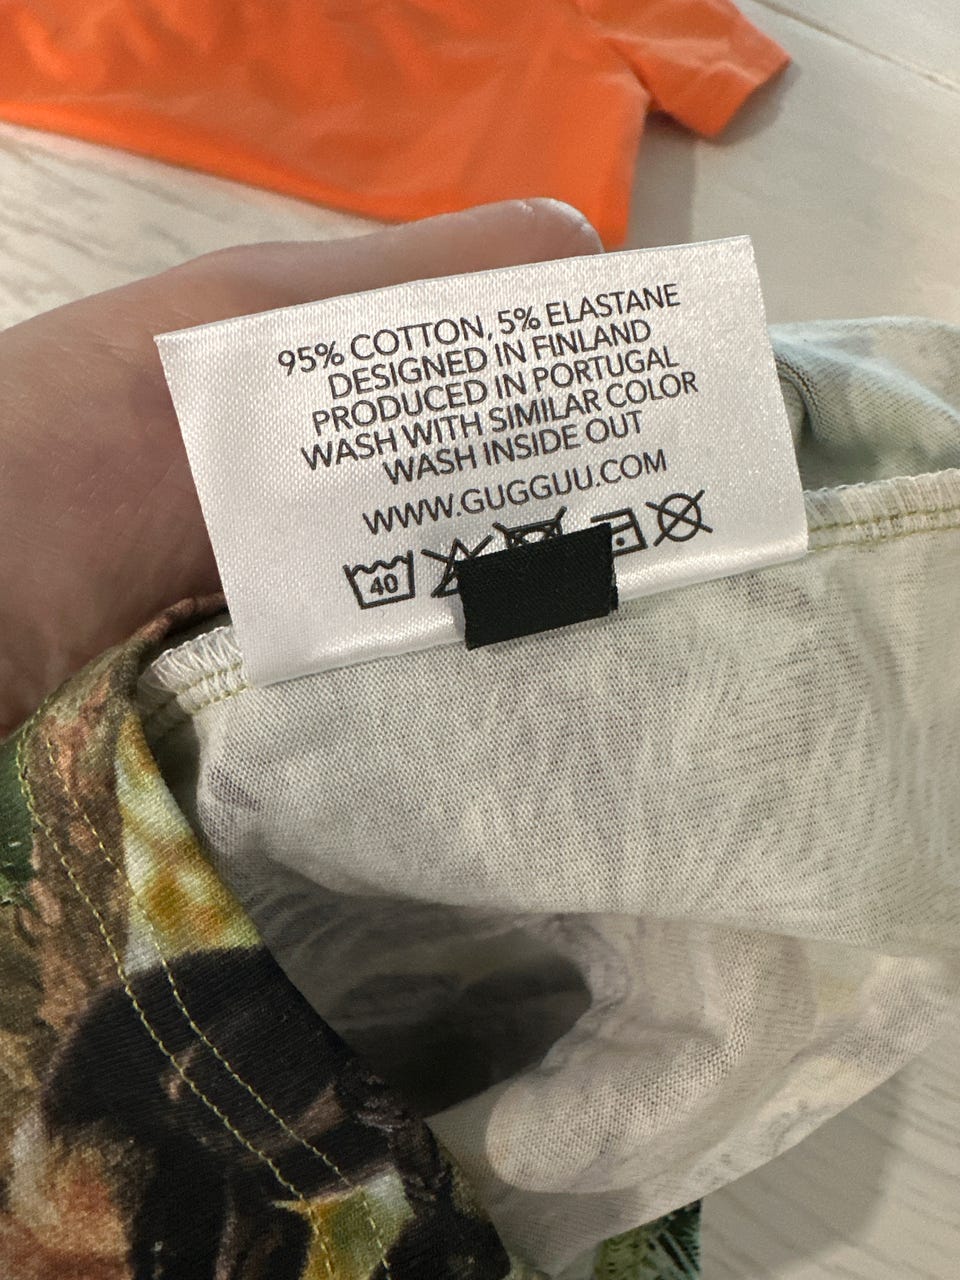 95% COTTON, 5% ELASTANE
DESIGNED IN FINLAND
PRODUCED IN PORTUGAL
WASH WITH SIMILAR COLOR
WASH INSIDE OUT
WWW.GUGGUU.COM
40